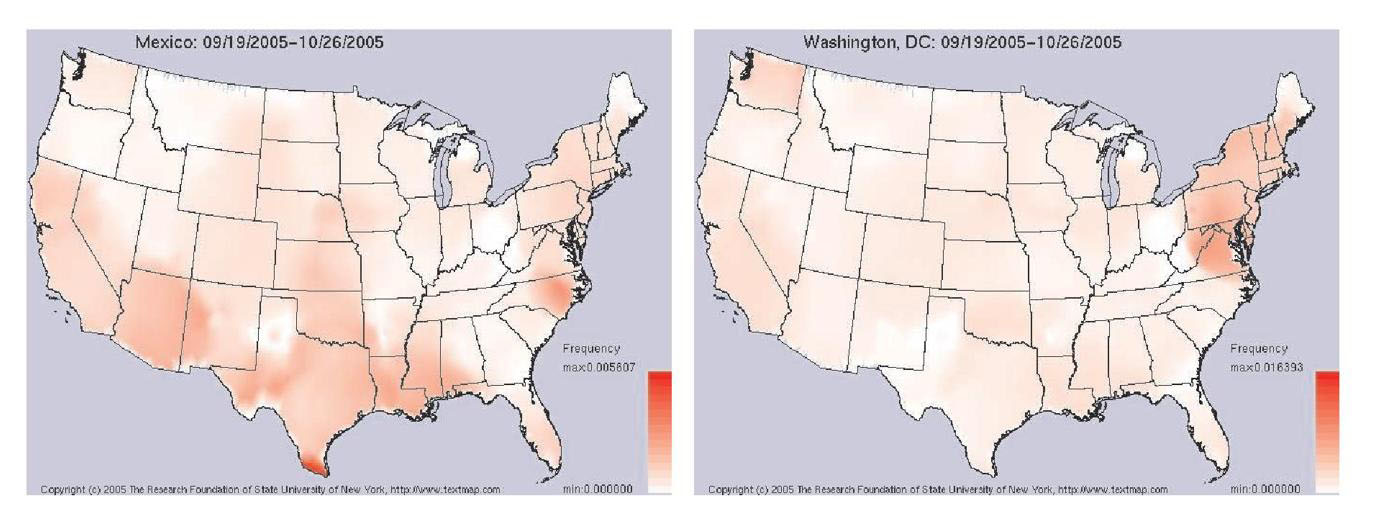 Mexico: 09/19/2005-10/26/2005
Frequency
max:0.005607
min:0.000000
Copyright (c) 2005 The Research Foundation of State University of New York, http://www.textmap.com
Washington, DC: 09/19/2005-10/26/2005
Frequency
max:0.016393
min:0.000000
Copyright (c) 2005 The Research Foundation of State University of New York, http://www.textmap.com